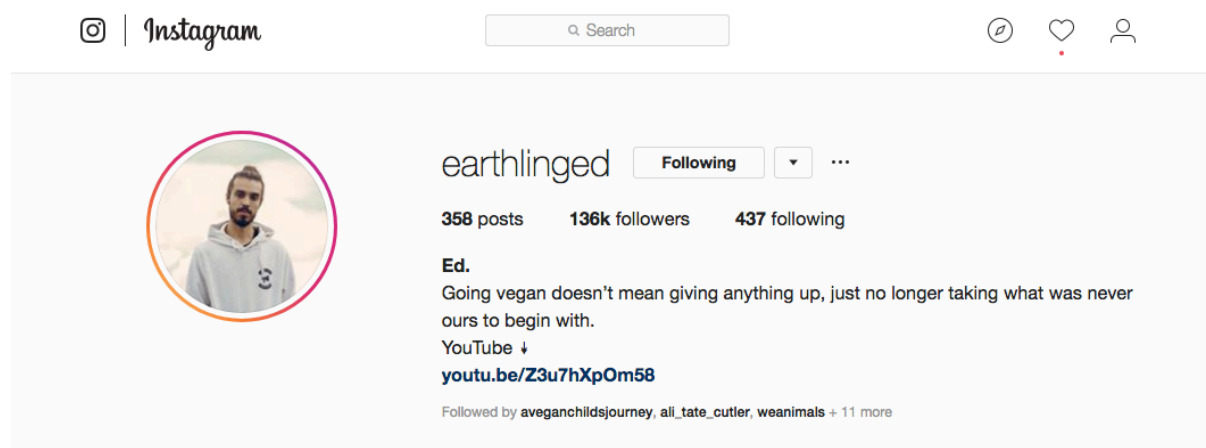 Instagram
Search
earthlinged
Following
358 posts 136k followers 437 following
Ed.
Going vegan doesn't mean giving anything up, just no longer taking what was never
ours to begin with.
YouTube ⇣
youtu.be/Z3u7hXpOm58
Followed by aveganchildsjourney, ali_tate_cutler, weanimals + 11 more